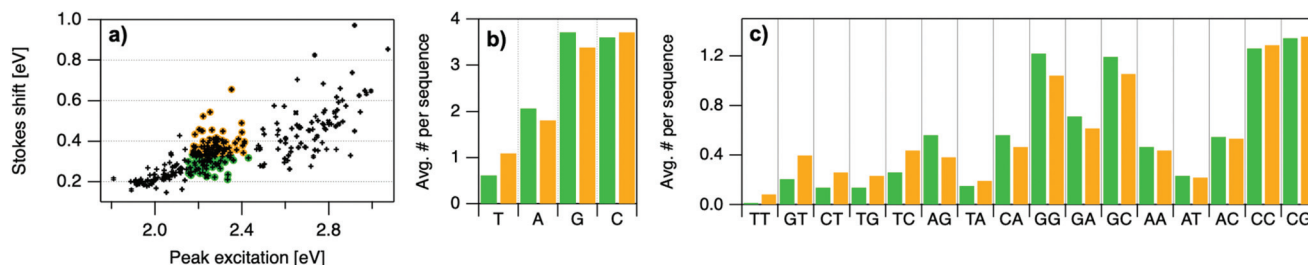 a)
Stokes shift [eV]
1.0
0.8
0.6
0.4
0.2
2.0 2.4 2.8
Peak excitation [eV]
b)
Avg. # per sequence
4
3
2
1
0
T A G C
c)
Avg. # per sequence
1.2
0.8
0.4
0.0
TT GT CT TG TC AG TA CA GG GA GC AA AT AC CC CG